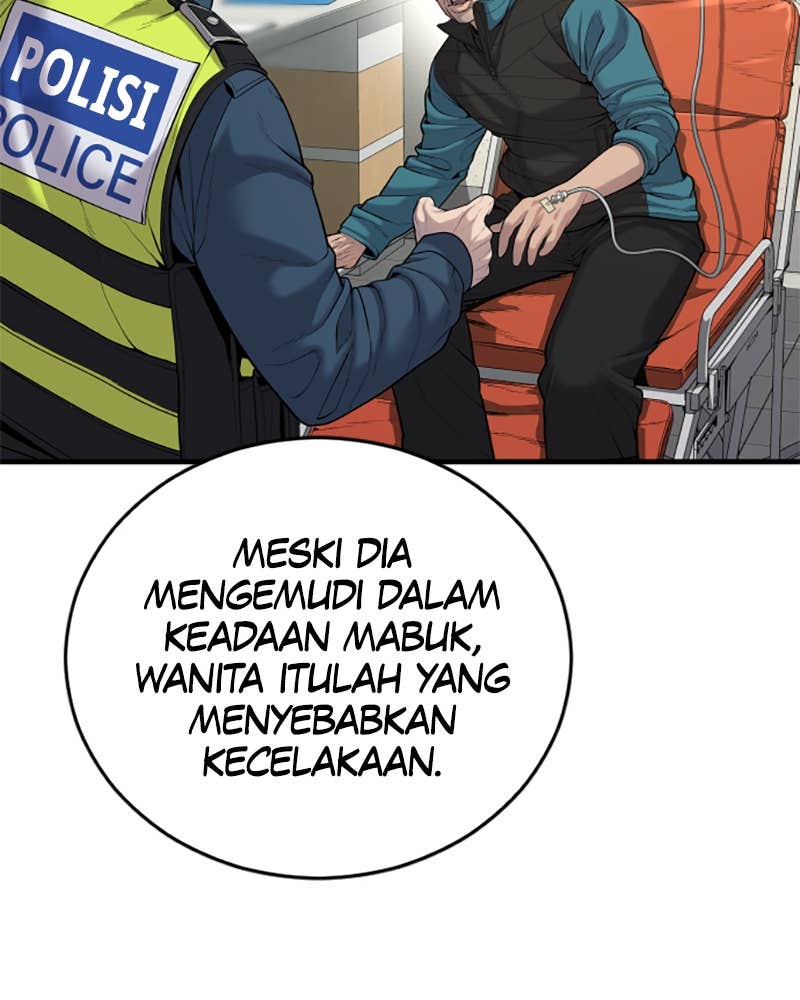 POLISI
POLICE
MESKI DIA
MENGEMUDI DALAM
KEADAAN MABUK,
WANITA ITULAH YANG
MENYEBABKAN
KECELAKAAN.